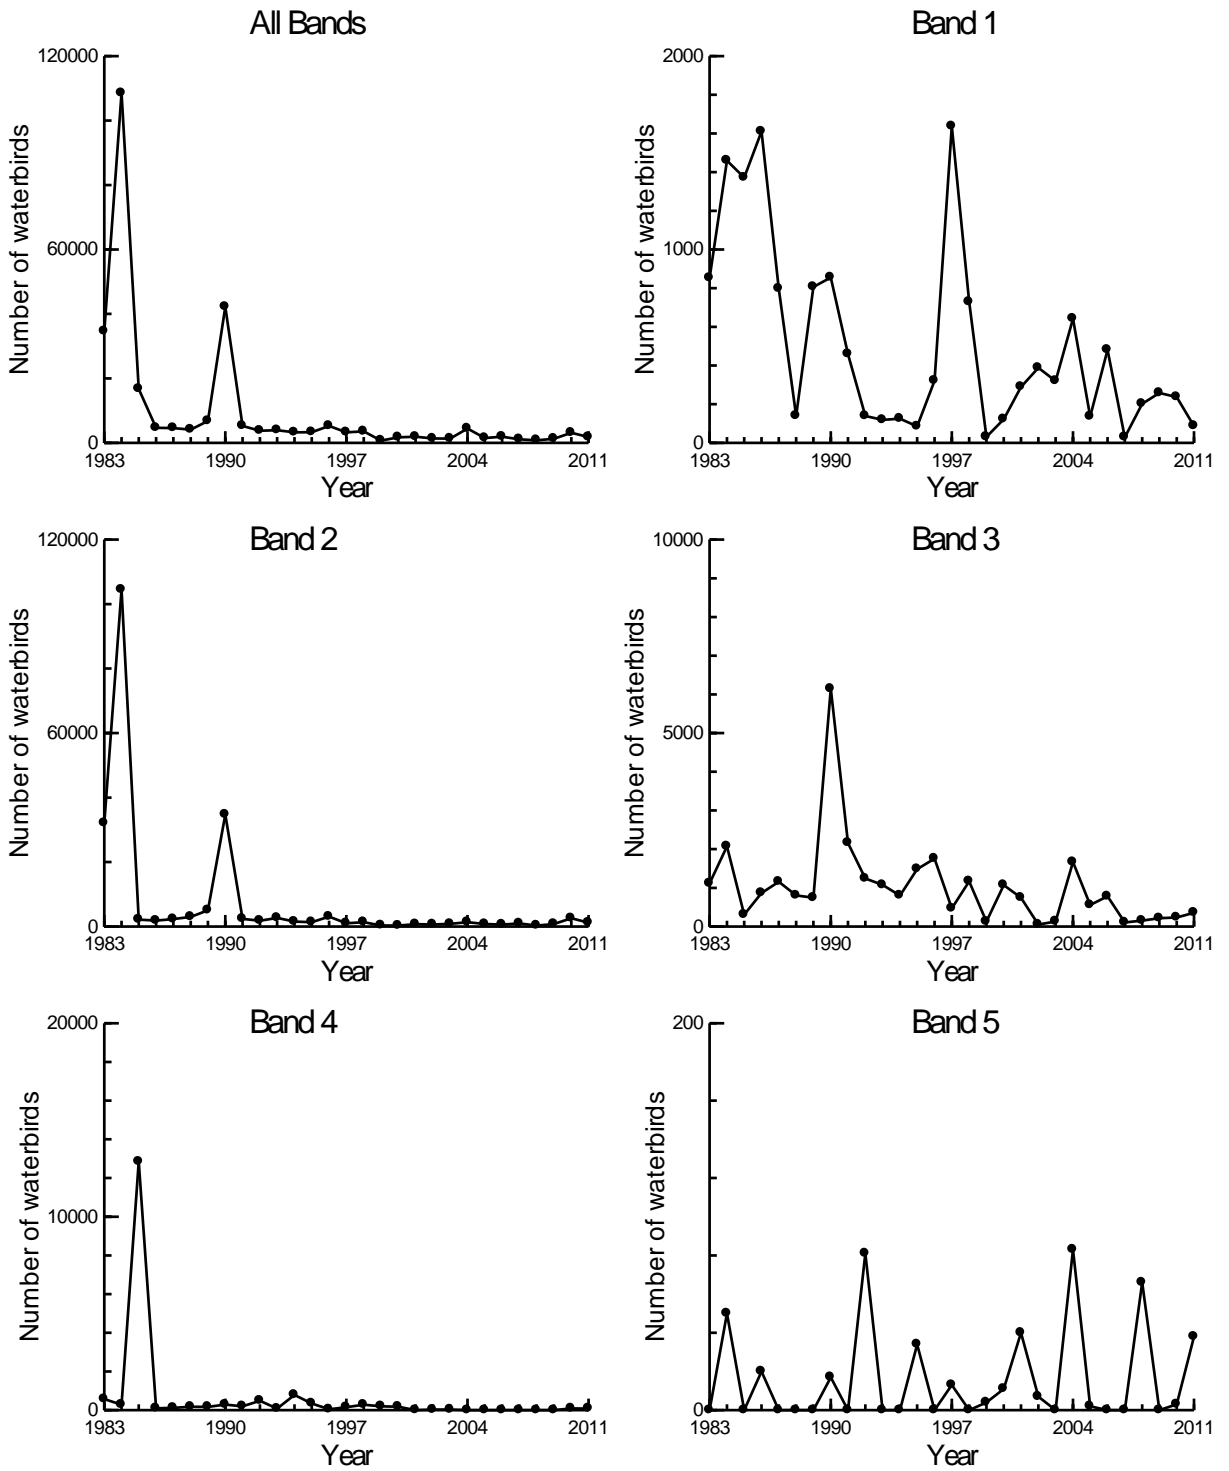 All Bands
120000
60000
0
Number of waterbirds
1983 1990 1997 2004 2011
Year
Band 1
2000
1000
0
Number of waterbirds
1983 1990 1997 2004 2011
Year
Band 2
120000
60000
0
Number of waterbirds
1983 1990 1997 2004 2011
Year
Band 3
10000
5000
0
Number of waterbirds
1983 1990 1997 2004 2011
Year
Band 4
20000
10000
0
Number of waterbirds
1983 1990 1997 2004 2011
Year
Band 5
200
0
Number of waterbirds
1983 1990 1997 2004 2011
Year